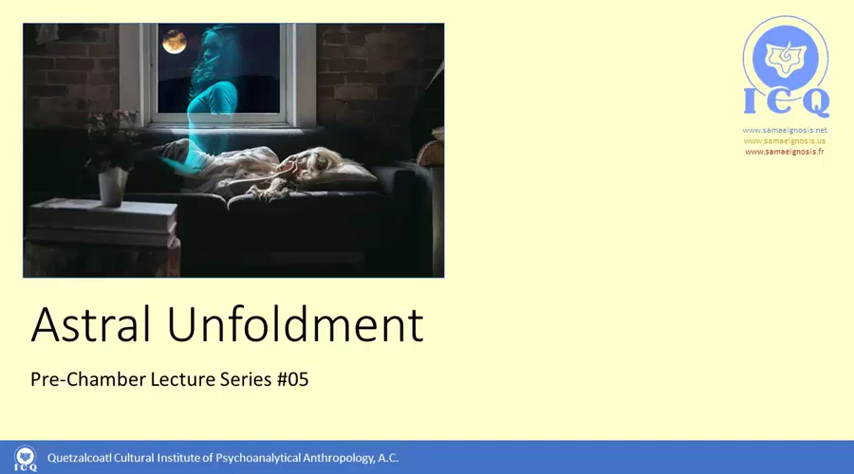 ICQ
www.samaelgnosis.net
www.samaelgnosis.us
www.samaelgnosis.fr
Astral Unfoldment
Pre-Chamber Lecture Series #05
ICQ
Quetzalcoatl Cultural Institute of Psychoanalytical Anthropology, A.C.